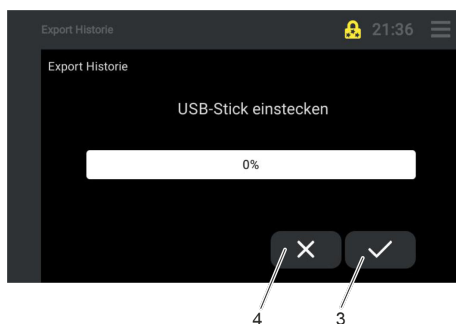 Export Historie
21:36
Export Historie
USB-Stick einstecken
0%
4
3